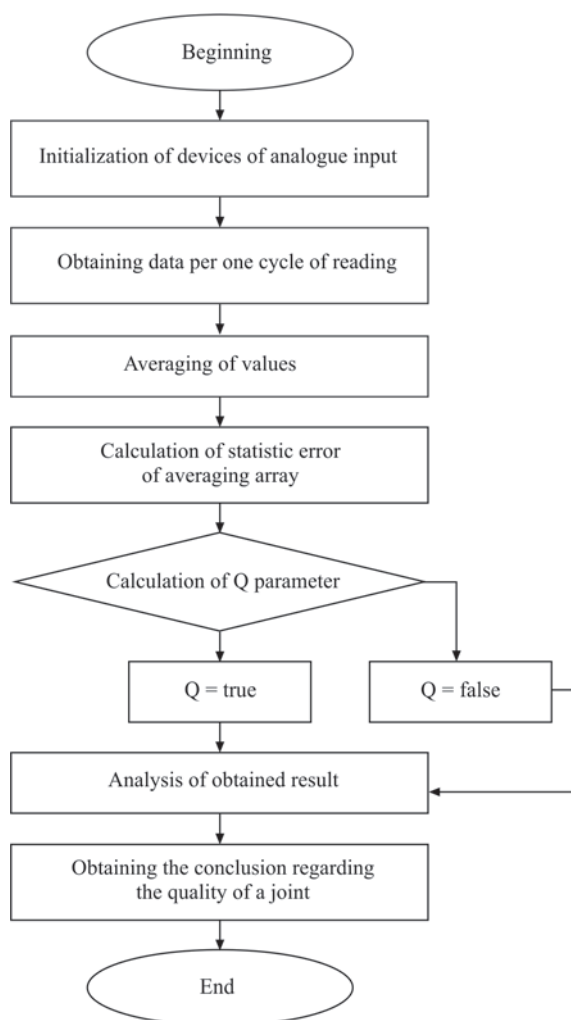 Beginning
Initialization of devices of analogue input
Obtaining data per one cycle of reading
Averaging of values
Calculation of statistic error
of averaging array
Calculation of Q parameter
Q = true
Q = false
Analysis of obtained result
Obtaining the conclusion regarding
the quality of a joint
End